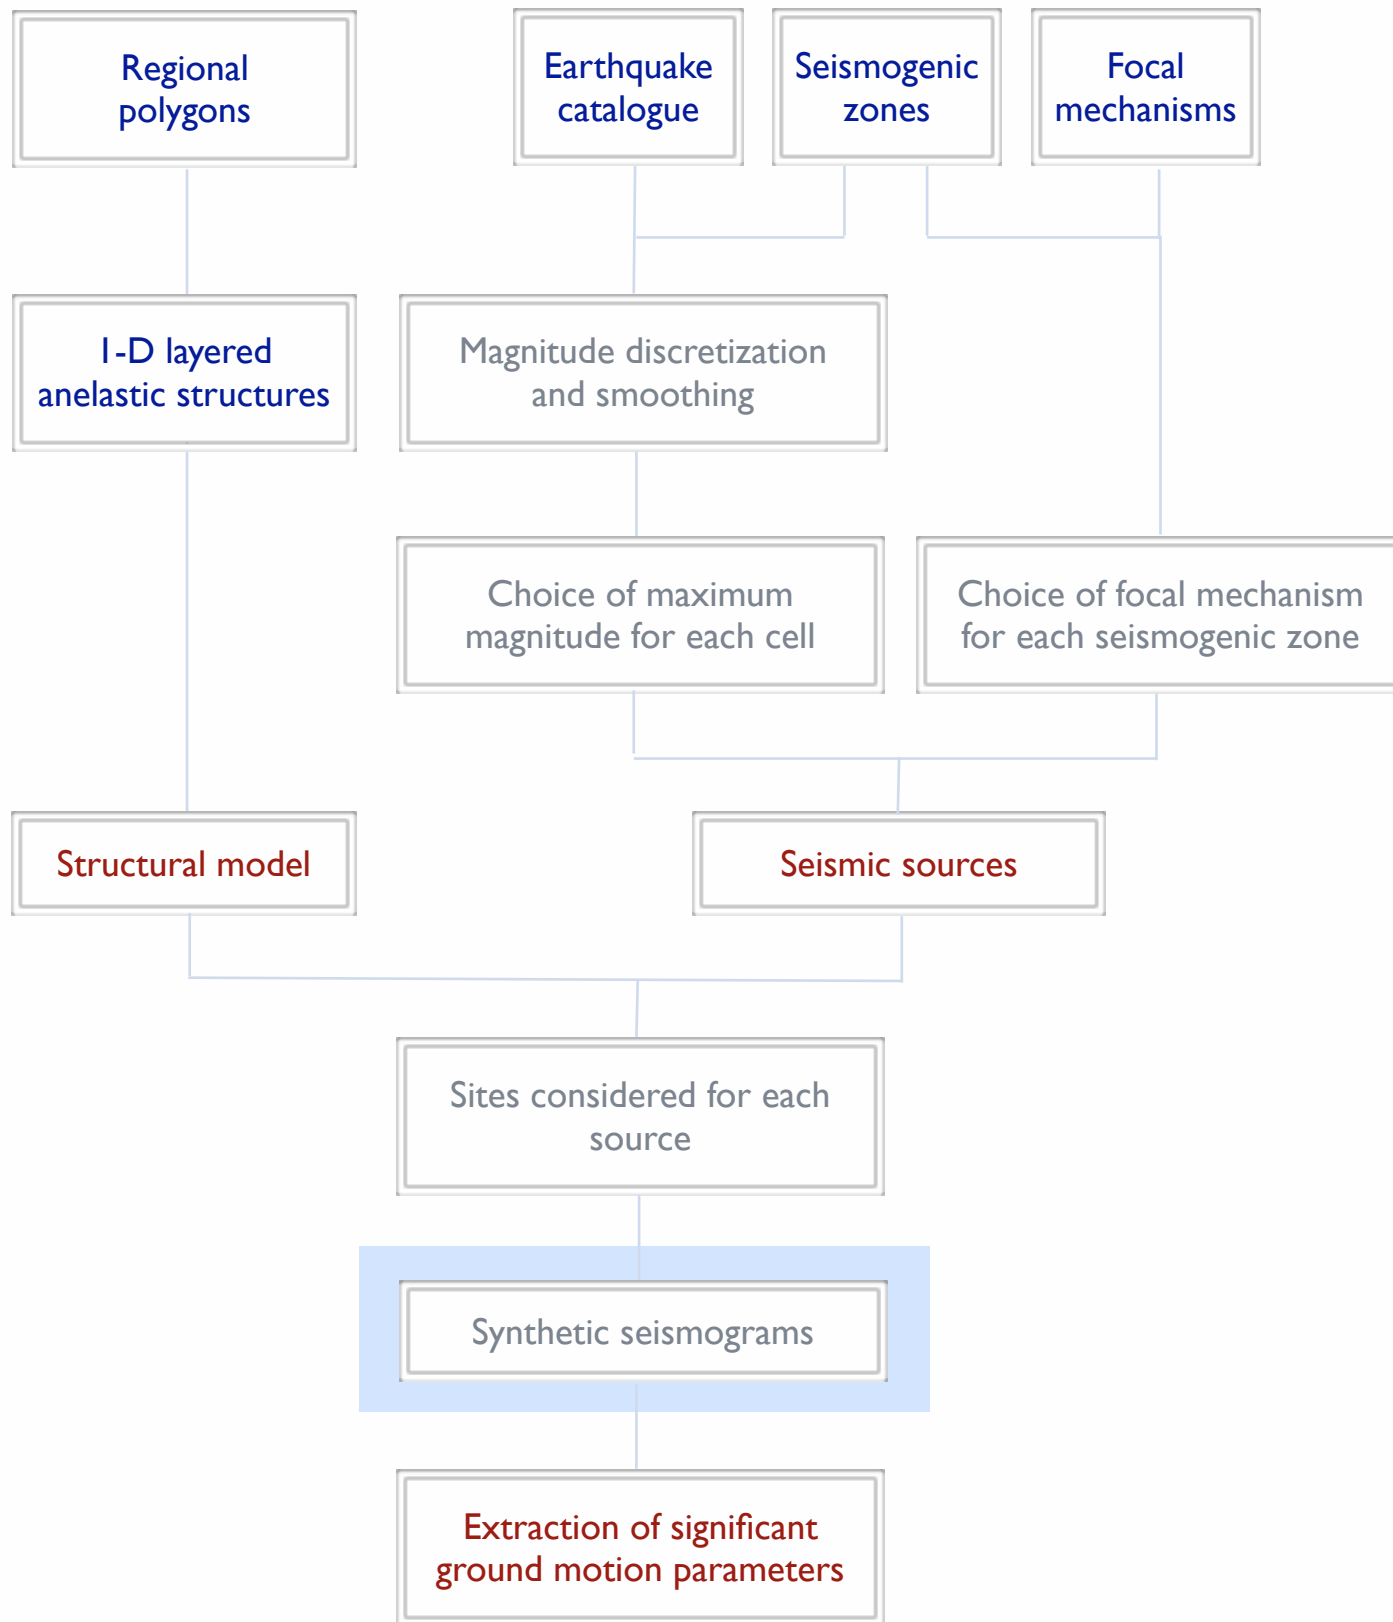 Regional
polygons
Earthquake
catalogue
Seismogenic
zones
Focal
mechanisms
1-D layered
anelastic structures
Magnitude discretization
and smoothing
Choice of maximum
magnitude for each cell
Choice of focal mechanism
for each seismogenic zone
Structural model
Seismic sources
Sites considered for each
source
Synthetic seismograms
Extraction of significant
ground motion parameters